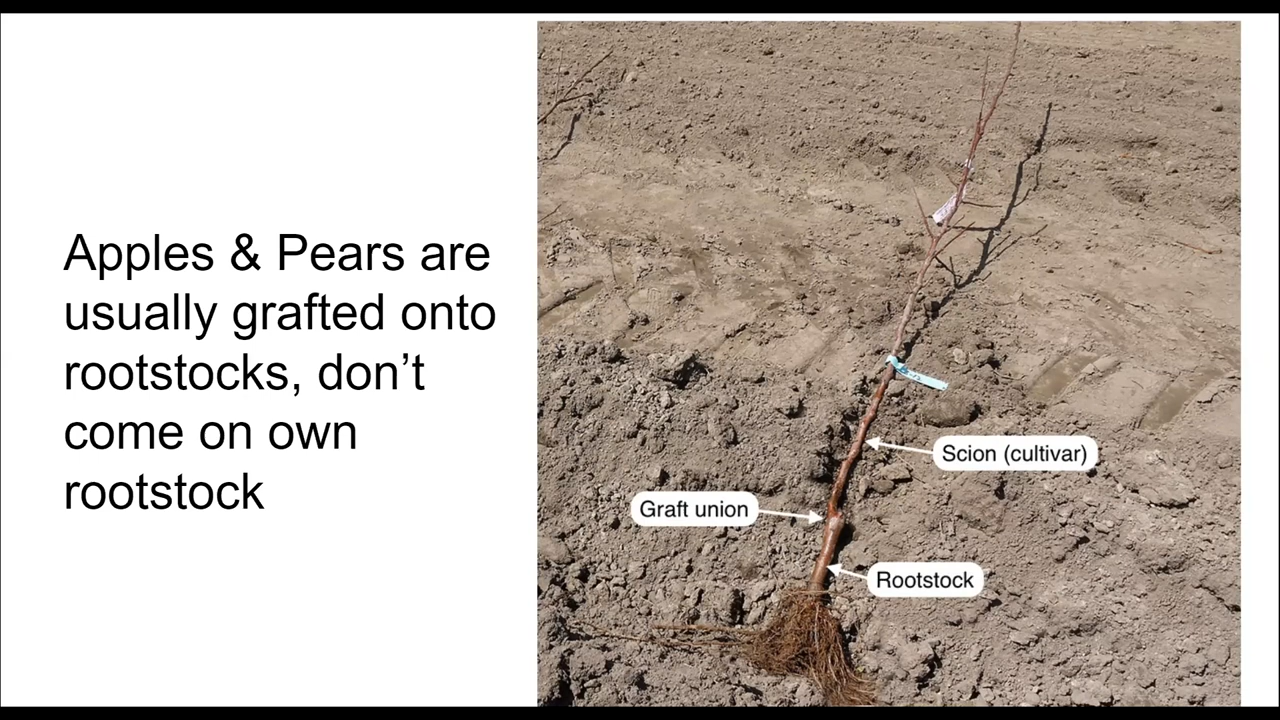 Apples & Pears are
usually grafted onto
rootstocks, don’t
come on own
rootstock
Scion (cultivar)
Graft union
Rootstock